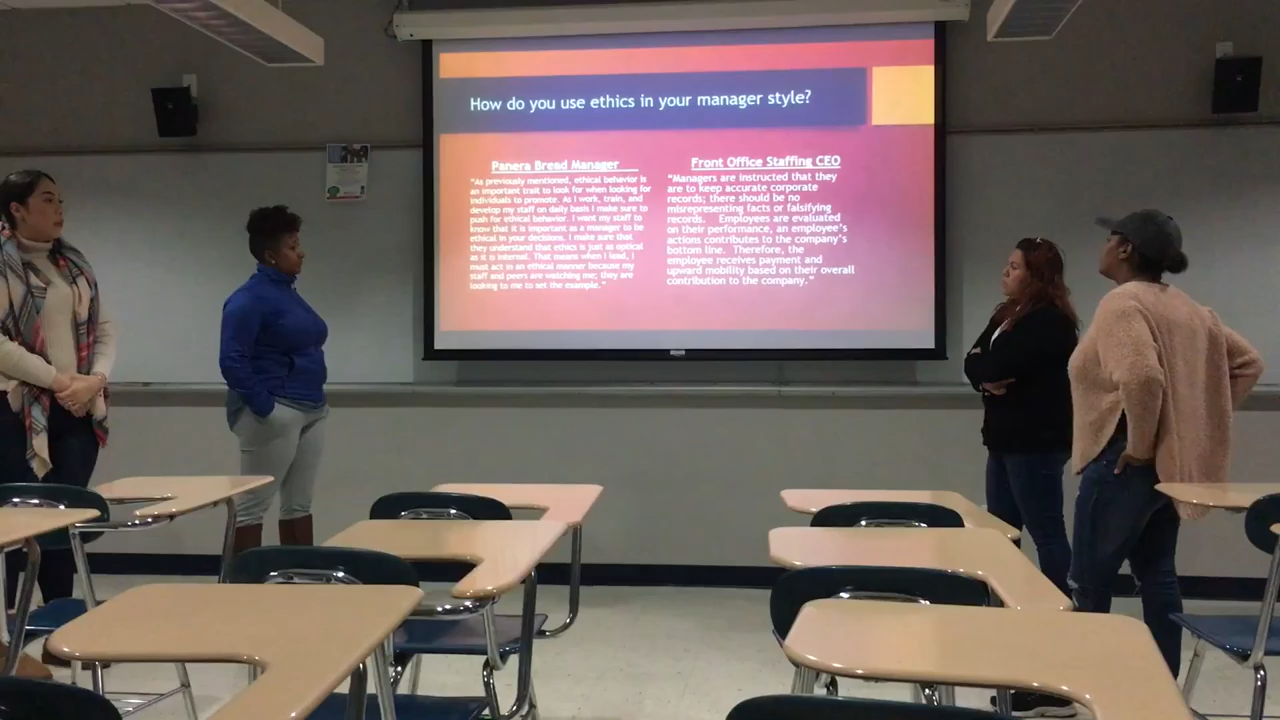 How do you use ethics in your manager style?
Panera Bread Manager
"As previously mentioned, ethical behavior is
an important trait to look for when looking for
individuals to promote. As I work, train, and
develop my staff on daily basis I make sure to
push for ethical behavior. I want my staff to
know that it is important as a manager to be
ethical in your decisions. I make sure that
they understand that ethics is just as optical
as it is internal. That means when I lead, I
must act in an ethical manner because my
staff and peers are watching me; they are
looking to me to set the example."
Front Office Staffing CEO
"Managers are instructed that they
are to keep accurate corporate
records; there should be no
misrepresenting facts or falsifying
records. Employees are evaluated
on their performance, an employee's
actions contributes to the company's
bottom line. Therefore, the
employee receives payment and
upward mobility based on their overall
contribution to the company."